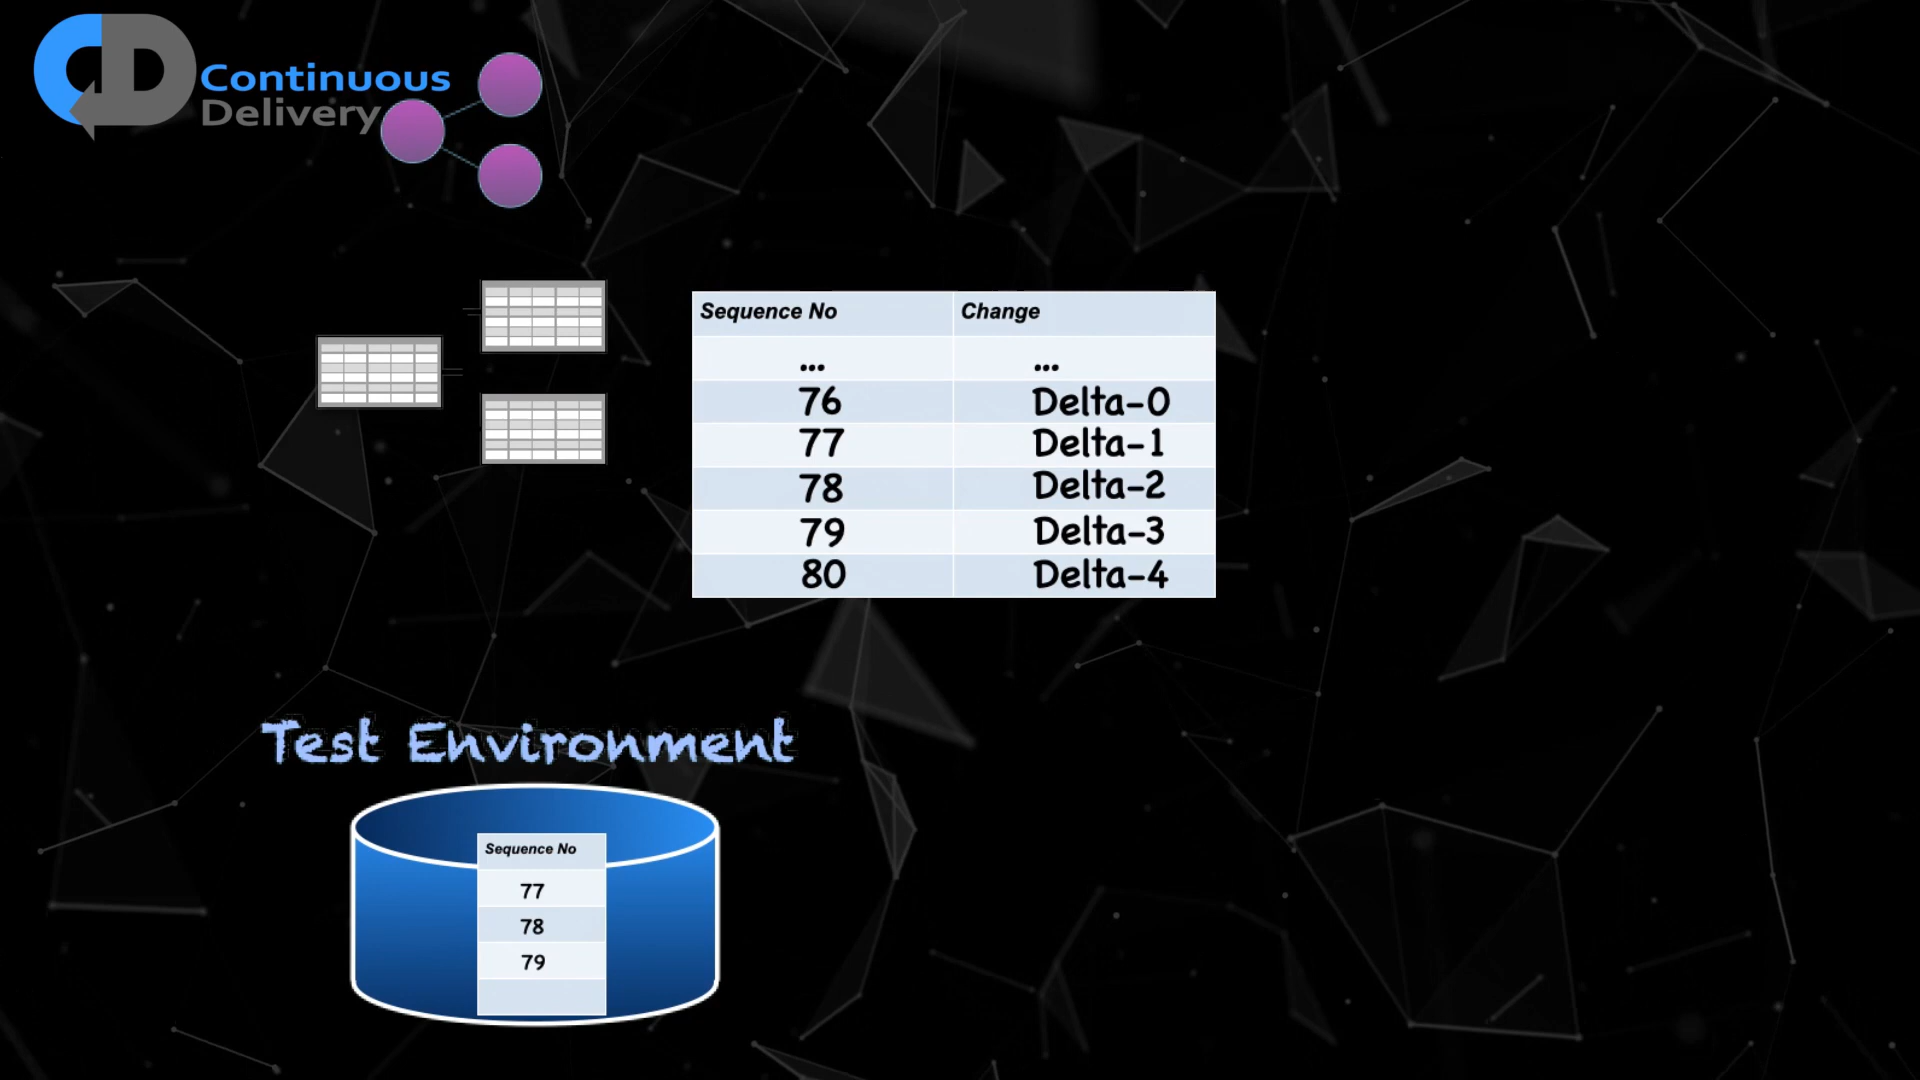 Continuous
Delivery
Sequence No Change
... ...
76 Delta-0
77 Delta-1
78 Delta-2
79 Delta-3
80 Delta-4
Test Environment
Sequence No
77
78
79